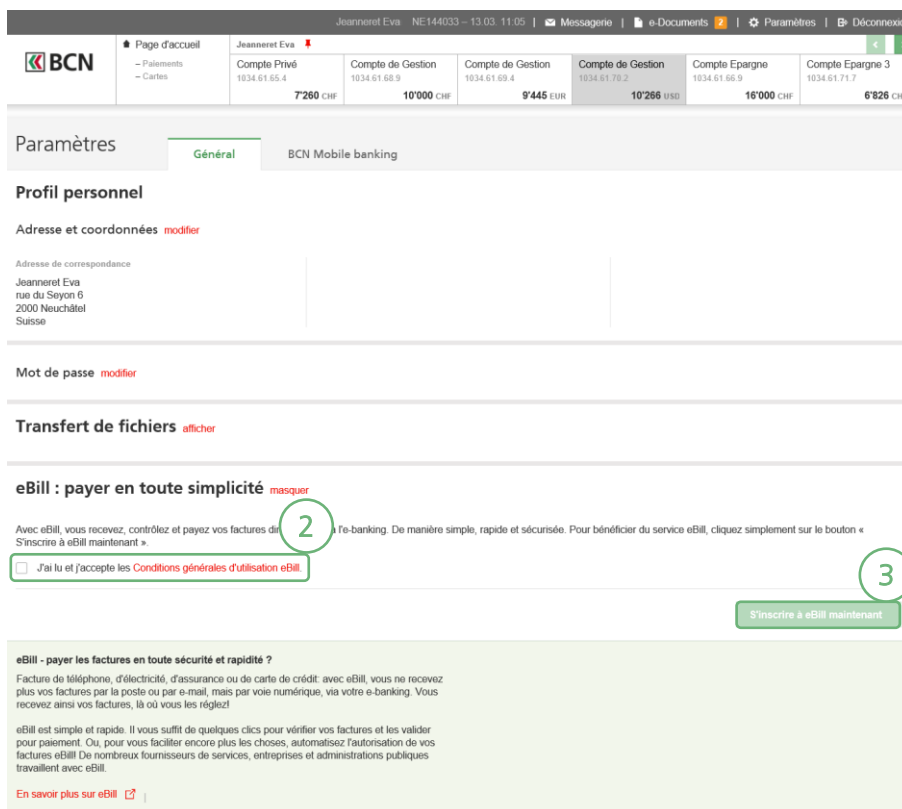 Jeanneret Eva NE144033 – 13.03. 11:05 | Messagerie | e-Documents 2 | Paramètres |
BCN
Page d'accueil
– Paiements
– Cartes
Jeanneret Eva
Compte Privé
1034.61.65.4
7'260 CHF
Compte de Gestion
1034.61.68.9
10'000 CHF
Compte de Gestion
1034.61.69.4
9'445 EUR
Compte de Gestion
1034.61.70.2
10'266 USD
Compte Epargne
1034.61.66.9
16'000 CHF
Compte Epargne 3
1034.61.71.7
6'826
Paramètres
Général
BCN Mobile banking
Profil personnel
Adresse et coordonnées modifier
Adresse de correspondance
Jeanneret Eva
rue du Seyon 6
2000 Neuchâtel
Suisse
Mot de passe modifier
Transfert de fichiers afficher
eBill : payer en toute simplicité masquer
2
Avec eBill, vous recevez, contrôlez et payez vos factures l'e-banking. De manière simple, rapide et sécurisée. Pour bénéficier du service eBill, cliquez simplement sur le bouton «
S'inscrire à eBill maintenant ».
J'ai lu et j'accepte les Conditions générales d'utilisation eBill.
3
S'inscrire à eBill maintenant
eBill - payer les factures en toute sécurité et rapidité ?
Facture de téléphone, d'électricité, d'assurance ou de carte de crédit: avec eBill, vous ne recevez
plus vos factures par la poste ou par e-mail, mais par voie numérique, via votre e-banking. Vous
recevez ainsi vos factures, là où vous les réglez!
eBill est simple et rapide. Il vous suffit de quelques clics pour vérifier vos factures et les valider
pour paiement. Ou, pour vous faciliter encore plus les choses, automatisez l'autorisation de vos
factures eBill! De nombreux fournisseurs de services, entreprises et administrations publiques
travaillent avec eBill.
En savoir plus sur eBill